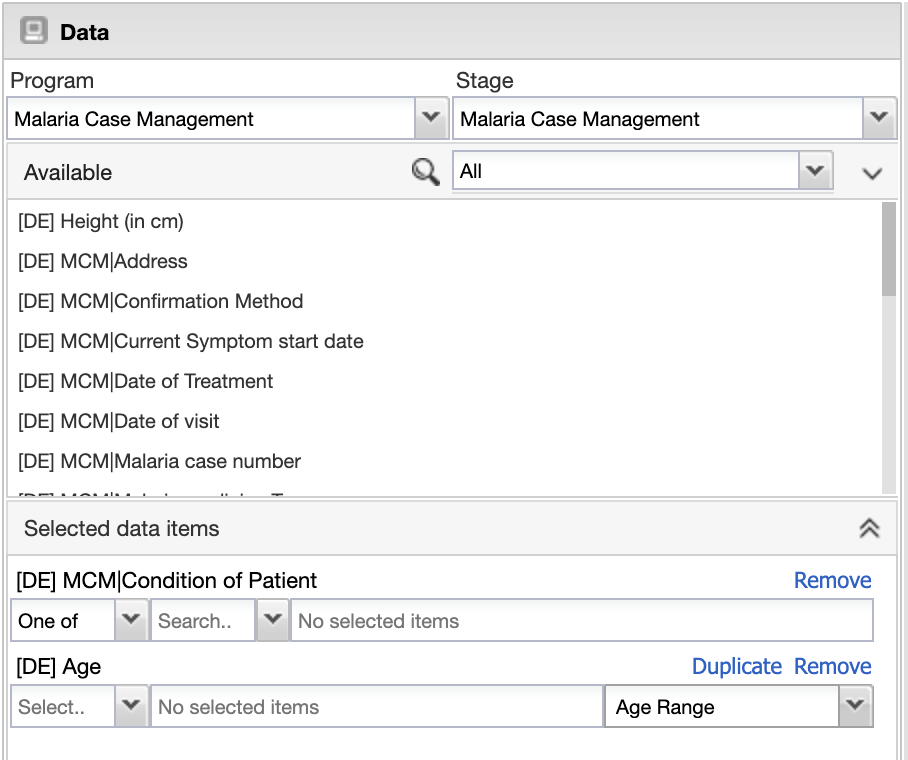 Data
Program Stage
Malaria Case Management Malaria Case Management
Available All
[DE] Height (in cm)
[DE] MCM|Address
[DE] MCM|Confirmation Method
[DE] MCM|Current Symptom start date
[DE] MCM|Date of Treatment
[DE] MCM|Date of visit
[DE] MCM|Malaria case number
Selected data items
[DE] MCM|Condition of Patient Remove
One of Search.. No selected items
[DE] Age Duplicate Remove
Select.. No selected items Age Range